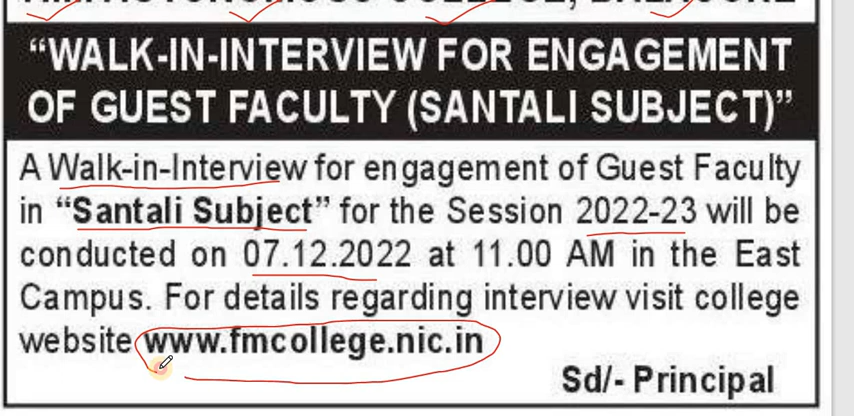 “WALK-IN-INTERVIEW FOR ENGAGEMENT
OF GUEST FACULTY (SANTALI SUBJECT)”
A Walk-in-Interview for engagement of Guest Faculty
in “Santali Subject” for the Session 2022-23 will be
conducted on 07.12.2022 at 11.00 AM in the East
Campus. For details regarding interview visit college
website www.fmcollege.nic.in
Sd/- Principal